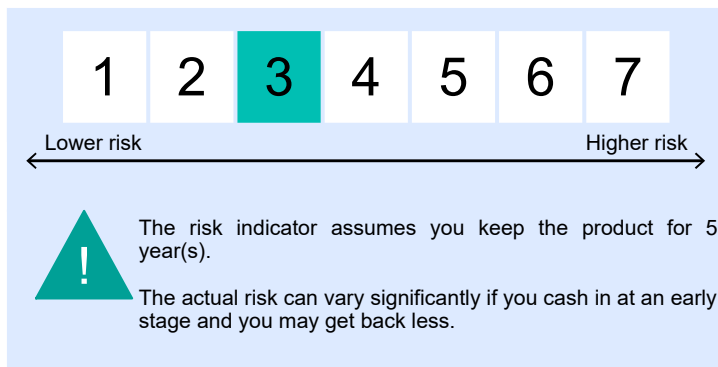 1 2 3 4 5 6 7
Lower risk Higher risk
!
The risk indicator assumes you keep the product for 5
year(s).
The actual risk can vary significantly if you cash in at an early
stage and you may get back less.